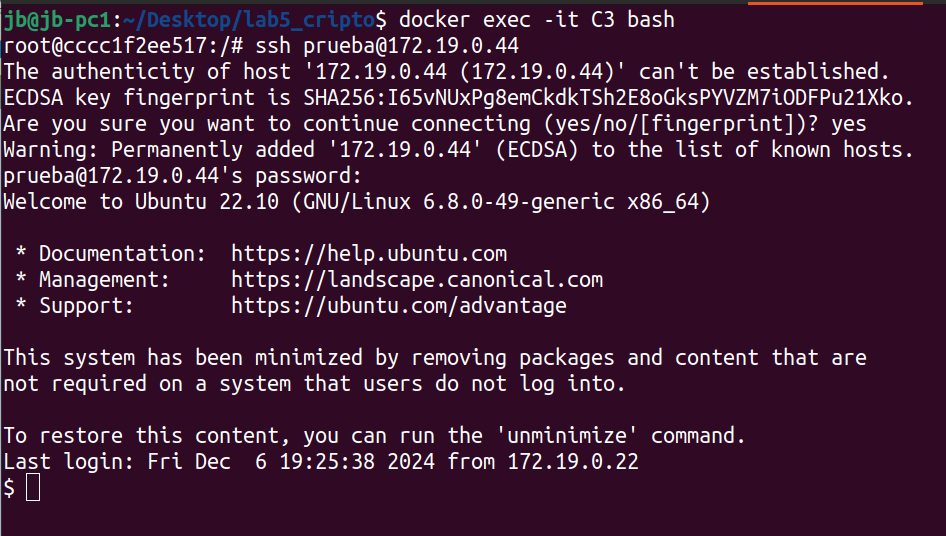 jb@jb-pc1:~/Desktop/lab5_cripto$ docker exec -it C3 bash
root@cccc1f2ee517:/# ssh prueba@172.19.0.44
The authenticity of host '172.19.0.44 (172.19.0.44)' can't be established.
ECDSA key fingerprint is SHA256:I65vNUxPg8emCkdkTSh2E8oGksPYVZM7iODFPu21Xko.
Are you sure you want to continue connecting (yes/no/[fingerprint])? yes
Warning: Permanently added '172.19.0.44' (ECDSA) to the list of known hosts.
prueba@172.19.0.44's password:
Welcome to Ubuntu 22.10 (GNU/Linux 6.8.0-49-generic x86_64)

 * Documentation:  https://help.ubuntu.com
 * Management:     https://landscape.canonical.com
 * Support:        https://ubuntu.com/advantage

This system has been minimized by removing packages and content that are
not required on a system that users do not log into.

To restore this content, you can run the 'unminimize' command.
Last login: Fri Dec  6 19:25:38 2024 from 172.19.0.22
$